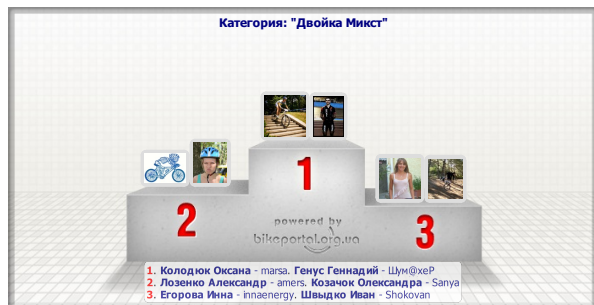 Категория: "Двойка Микст"
1
2
3
powered by
bikeportal.org.ua
1. Колодюк Оксана - marsa. Генус Геннадий - Шум@хеР
2. Лозенко Александр - amers. Козачок Олександра - Sanya
3. Егорова Инна - innaenergy. Швыдко Иван - Shokovan